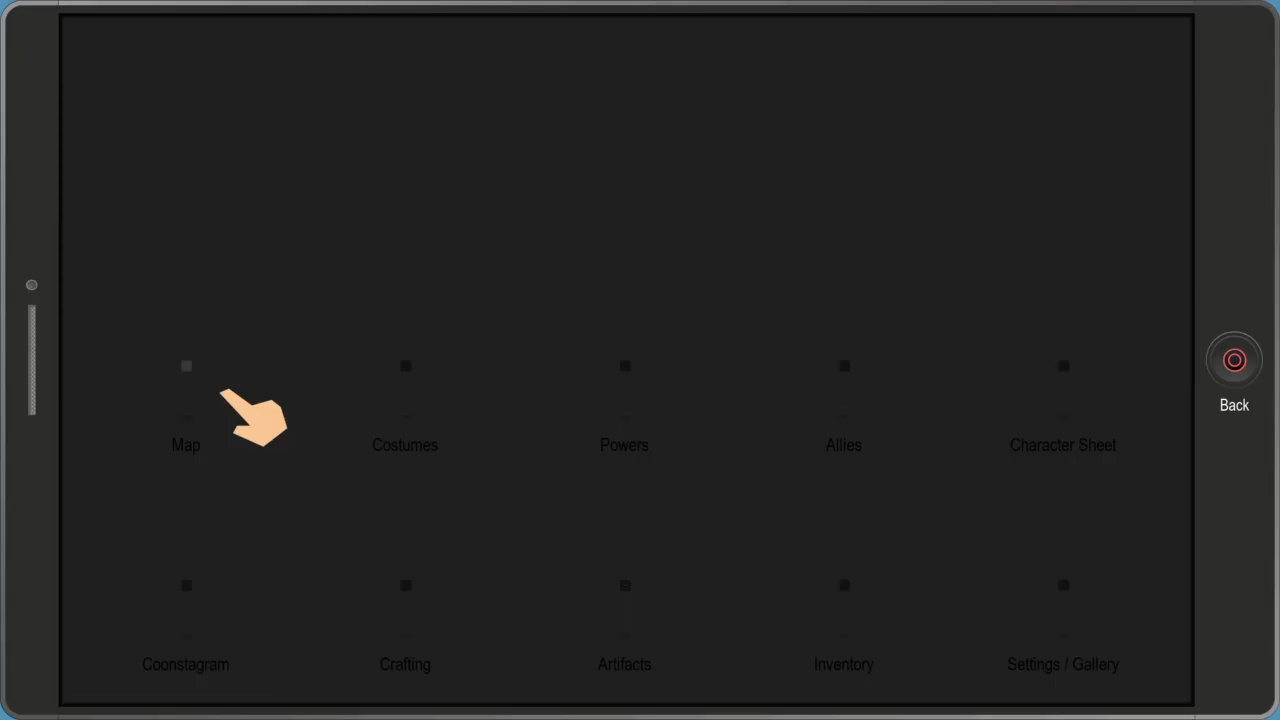 Back
Map
Costumes
Powers
Allies
Character Sheet
Coonstagram
Crafting
Artifacts
Inventory
Settings / Gallery